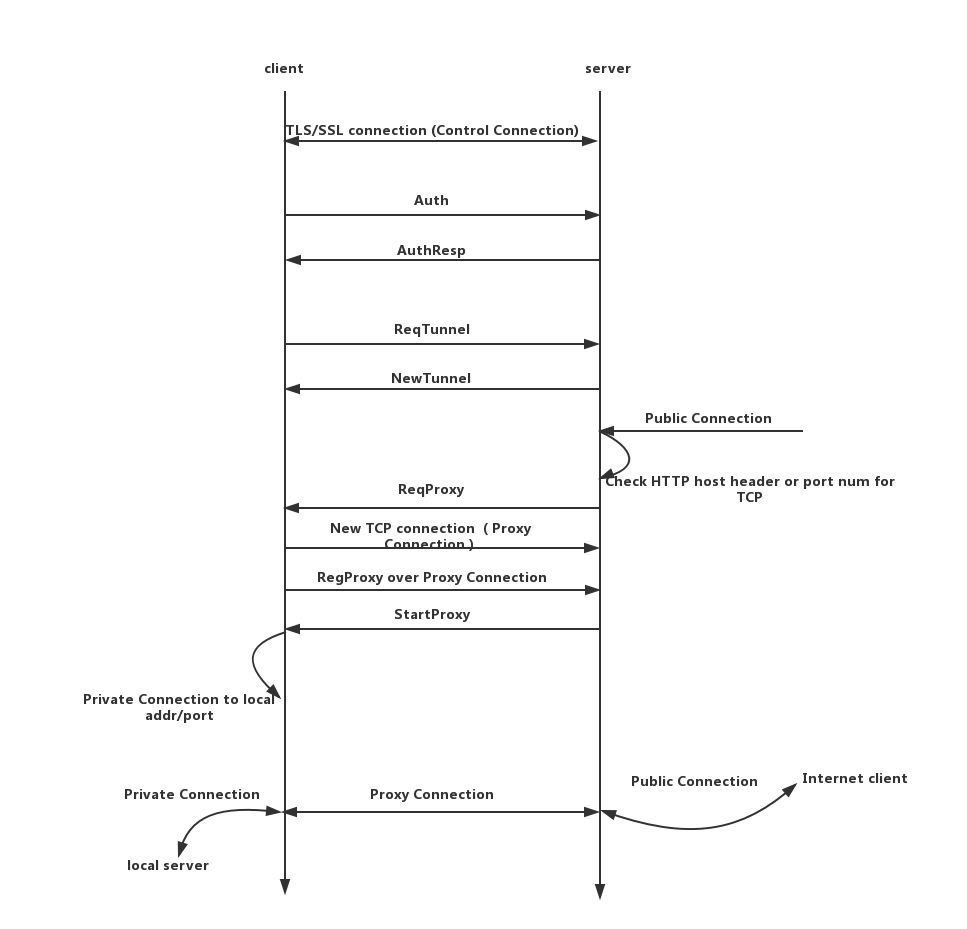 client
server
TLS/SSL connection (Control Connection)
Auth
AuthResp
ReqTunnel
NewTunnel
Public Connection
Check HTTP host header or port num for
TCP
ReqProxy
New TCP connection ( Proxy
Connection )
RegProxy over Proxy Connection
StartProxy
Private Connection to local
addr/port
Private Connection
Proxy Connection
Public Connection
Internet client
local server